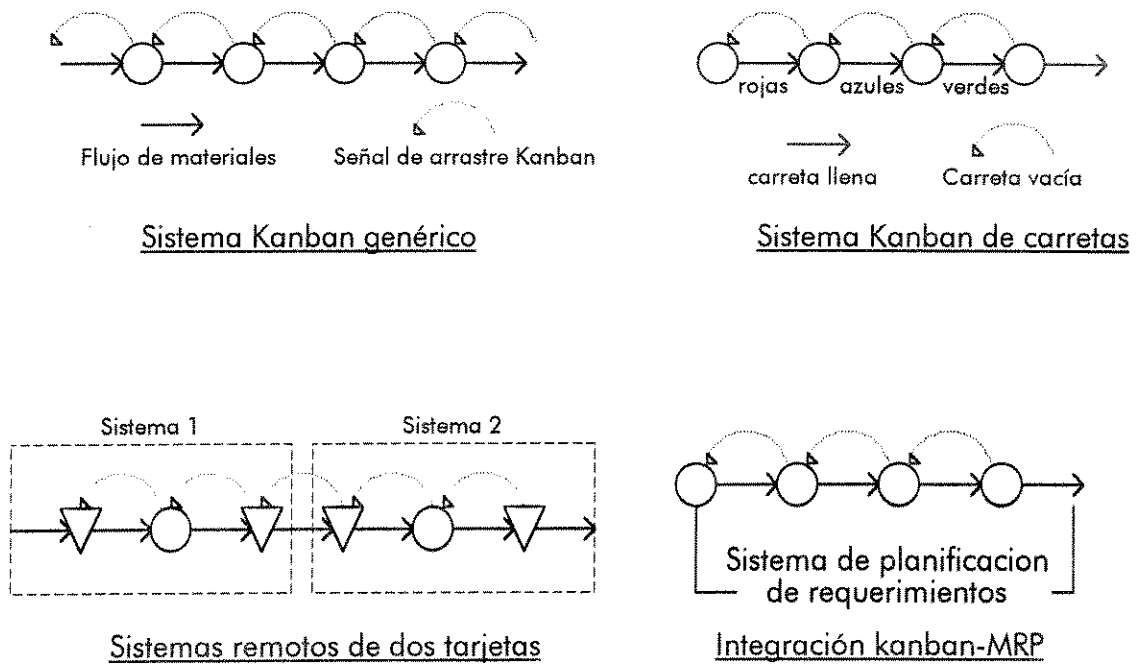 rojas azules verdes
Flujo de materiales
Señal de arrastre Kanban
carreta llena
Carreta vacía
Sistema Kanban genérico
Sistema Kanban de carretas
Sistema 1
Sistema 2
Sistema de planificacion
de requerimientos
Sistemas remotos de dos tarjetas
Integración kanban-MRP